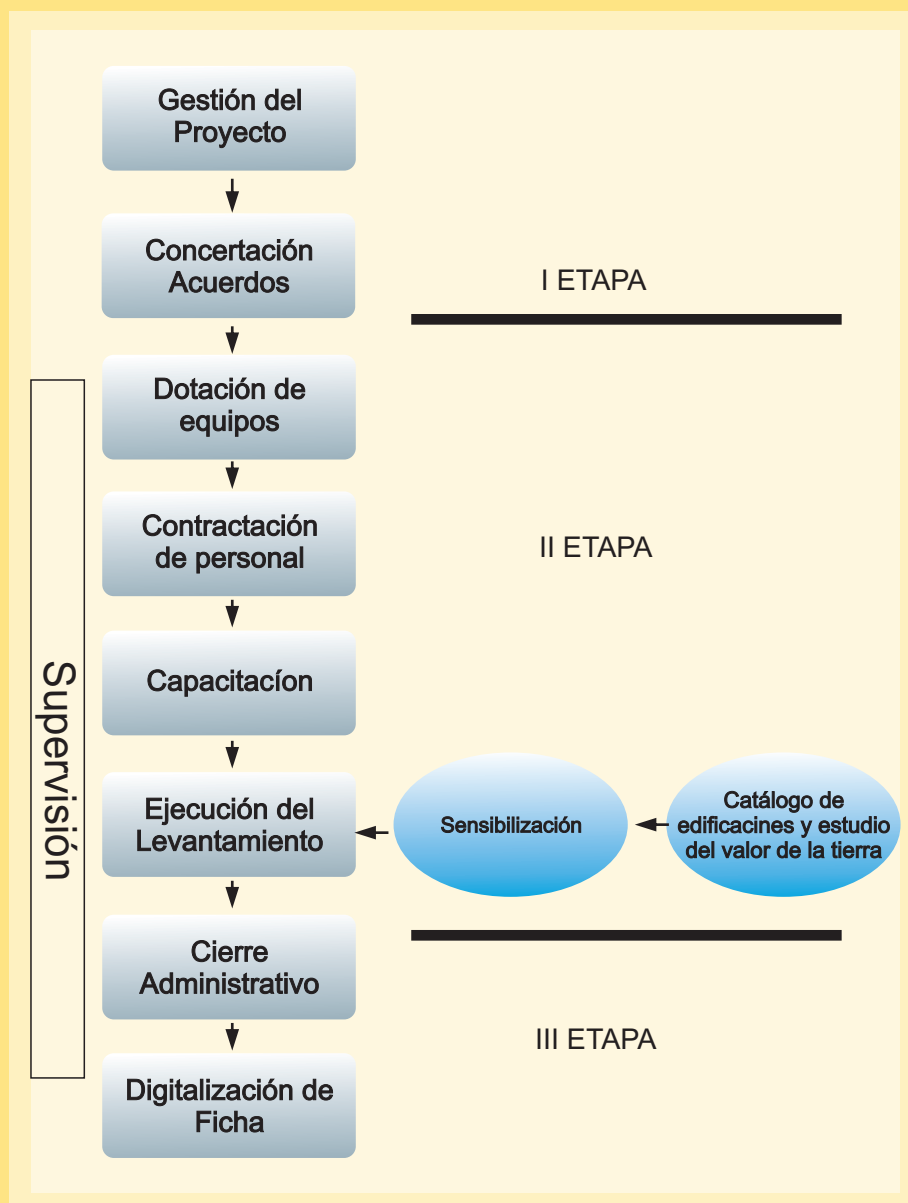 Gestión del
Proyecto
Concertación
Acuerdos
I ETAPA
Dotación de
equipos
Contractación
de personal
II ETAPA
Supervisión
Capacitacíon
Ejecución del
Levantamiento
Sensibilización
Catálogo de
edificacines y estudio
del valor de la tierra
Cierre
Administrativo
III ETAPA
Digitalización de
Ficha